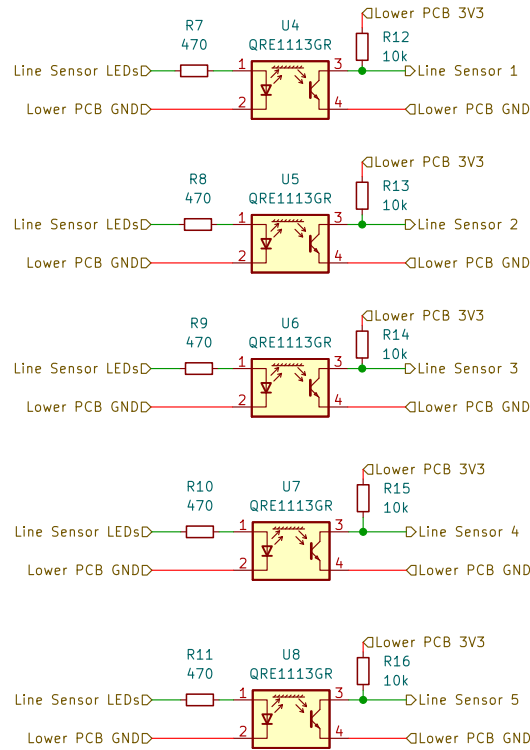 Lower PCB 3V3
R7
470
U4
QRE1113GR
R12
10k
Line Sensor LEDs
1
3
Line Sensor 1
Lower PCB GND
2
4
Lower PCB GND
Lower PCB 3V3
R8
470
U5
QRE1113GR
R13
10k
Line Sensor LEDs
1
3
Line Sensor 2
Lower PCB GND
2
4
Lower PCB GND
Lower PCB 3V3
R9
470
U6
QRE1113GR
R14
10k
Line Sensor LEDs
1
3
Line Sensor 3
Lower PCB GND
2
4
Lower PCB GND
Lower PCB 3V3
R10
470
U7
QRE1113GR
R15
10k
Line Sensor LEDs
1
3
Line Sensor 4
Lower PCB GND
2
4
Lower PCB GND
Lower PCB 3V3
R11
470
U8
QRE1113GR
R16
10k
Line Sensor LEDs
1
3
Line Sensor 5
Lower PCB GND
2
4
Lower PCB GND